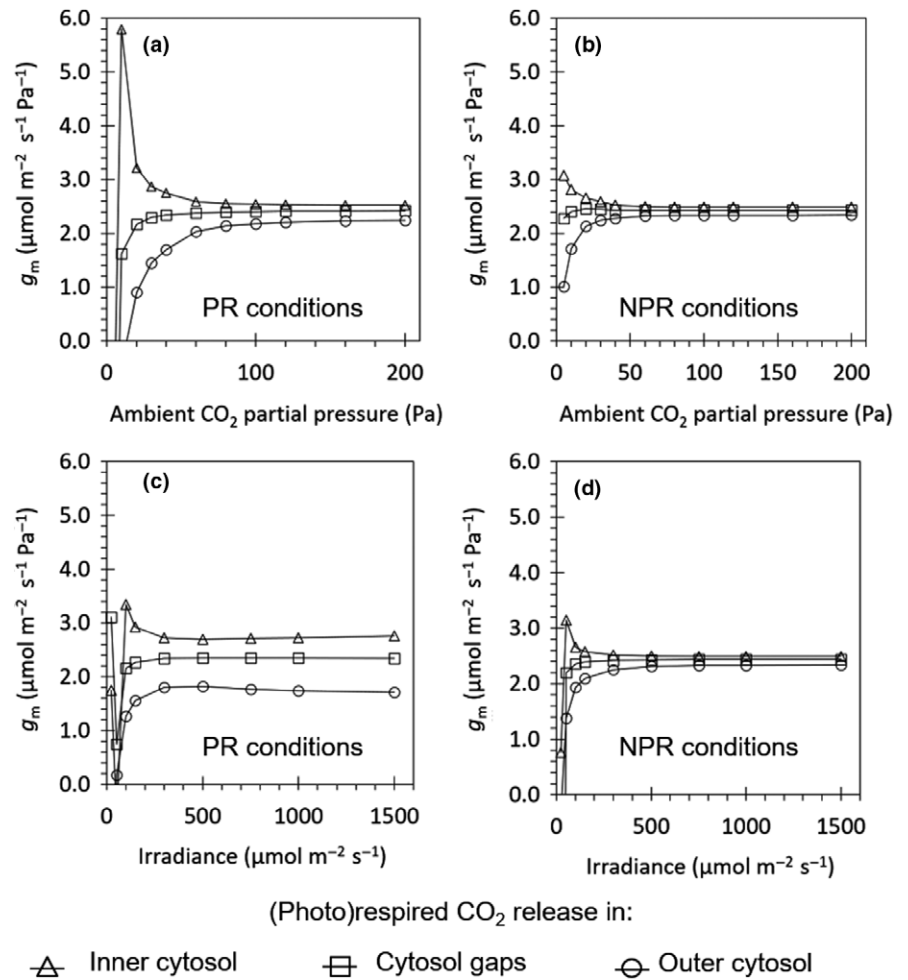 (a)
6.0
5.0
4.0
3.0
2.0
1.0
0.0
gm (µmol m⁻² s⁻¹ Pa⁻¹)
PR conditions
0 100 200
Ambient CO₂ partial pressure (Pa)
(b)
6.0
5.0
4.0
3.0
2.0
1.0
0.0
gm (µmol m⁻² s⁻¹ Pa⁻¹)
NPR conditions
0 50 100 150 200
Ambient CO₂ partial pressure (Pa)
(c)
6.0
5.0
4.0
3.0
2.0
1.0
0.0
gm (µmol m⁻² s⁻¹ Pa⁻¹)
PR conditions
0 500 1000 1500
Irradiance (µmol m⁻² s⁻¹)
(d)
6.0
5.0
4.0
3.0
2.0
1.0
0.0
gm (µmol m⁻² s⁻¹ Pa⁻¹)
NPR conditions
0 500 1000 1500
Irradiance (µmol m⁻² s⁻¹)
(Photo)respired CO₂ release in:
Inner cytosol Cytosol gaps Outer cytosol